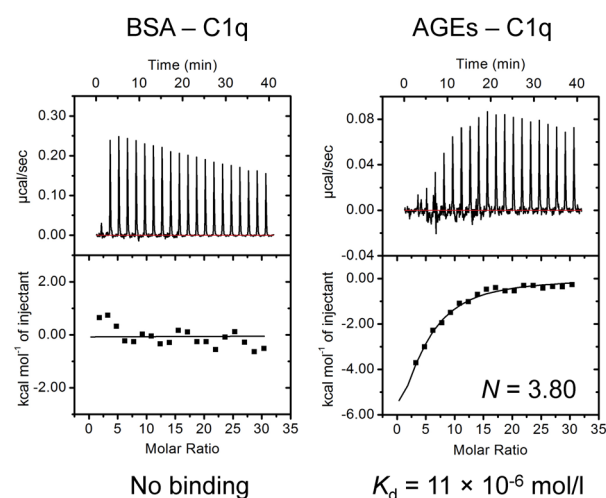 BSA – C1q
Time (min)
0 10 20 30 40
µcal/sec
0.30
0.20
0.10
0.00
kcal mol⁻¹ of injectant
2.00
0.00
-2.00
0 5 10 15 20 25 30 35
Molar Ratio
No binding
AGEs – C1q
Time (min)
0 10 20 30 40
µcal/sec
0.08
0.04
0.00
-0.04
kcal mol⁻¹ of injectant
0.00
-2.00
-4.00
-6.00
N = 3.80
0 5 10 15 20 25 30 35
Molar Ratio
K_d = 11 × 10⁻⁶ mol/l